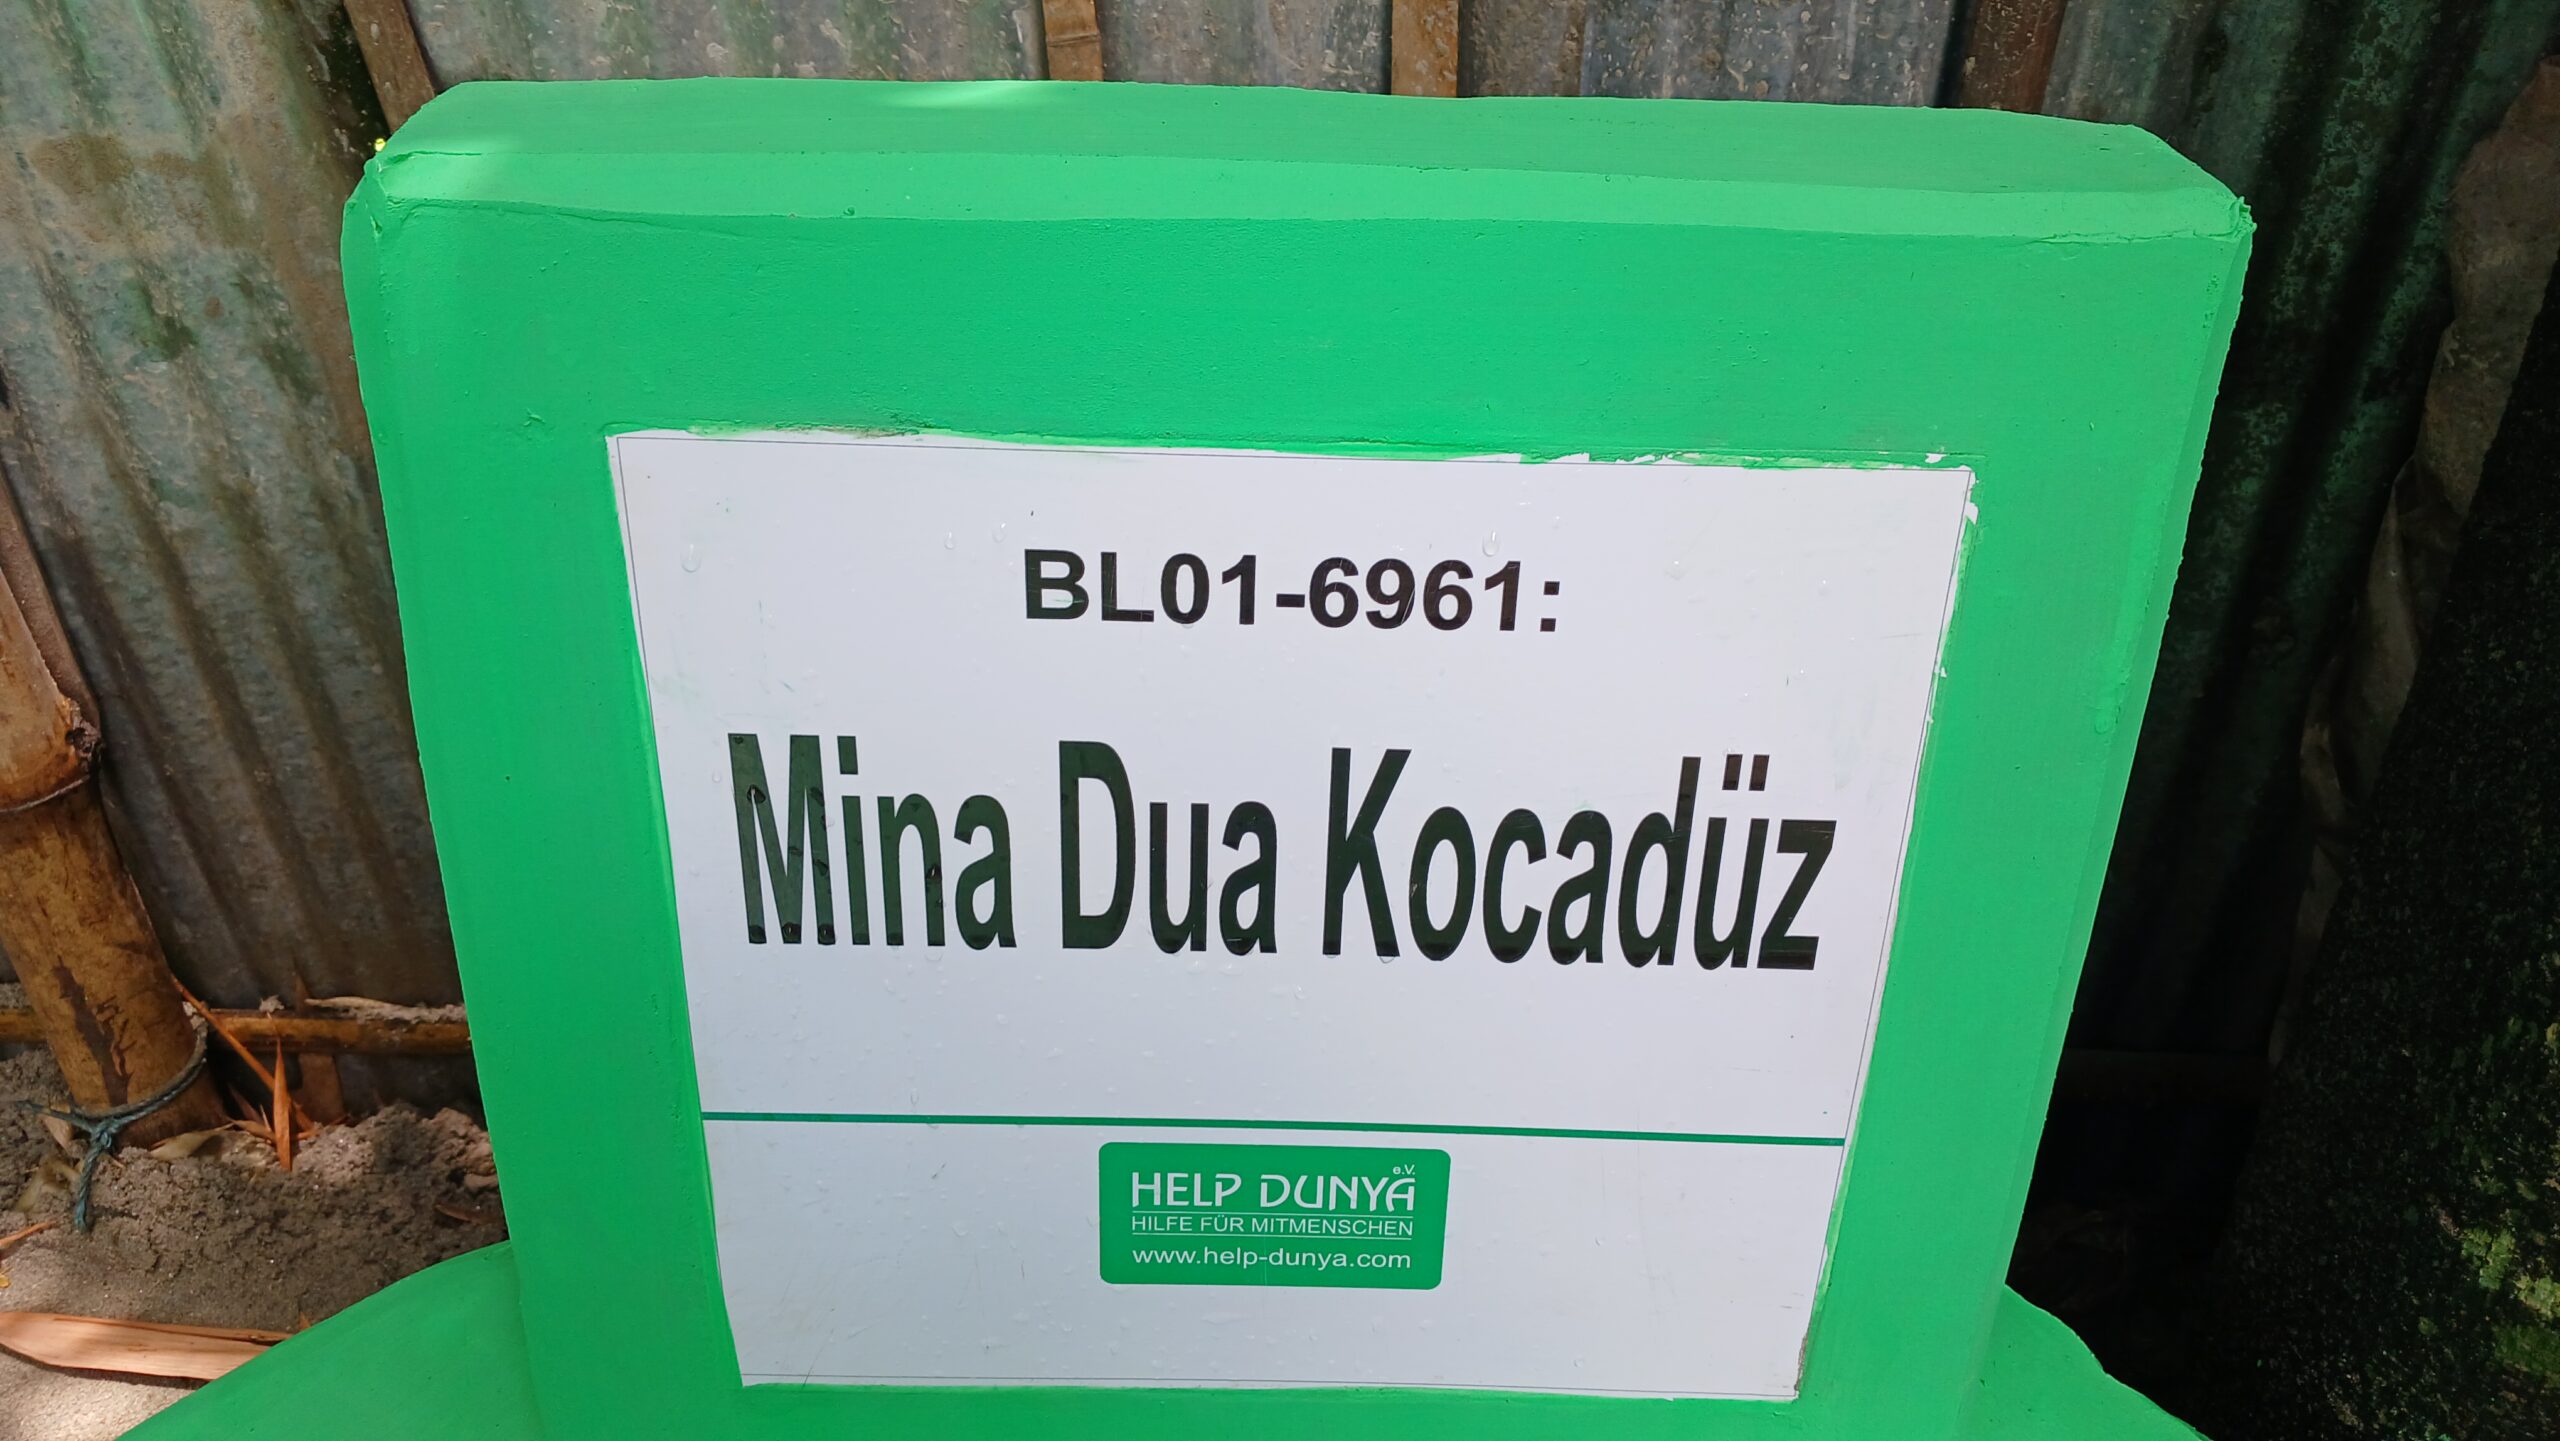 BL01-6961:
Mina Dua Kocadüz
HELP DUNYA e.V.
HILFE FÜR MITMENSCHEN
www.help-dunya.com